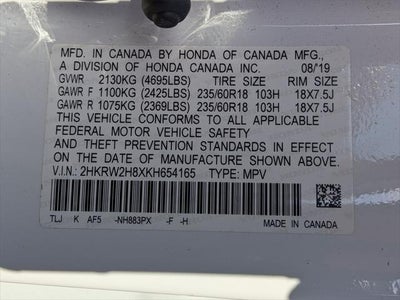 MFD. IN CANADA BY HONDA OF CANADA MFG.,
A DIVISION OF HONDA CANADA INC. 08/'19
GVWR 2130KG (4695LBS) TIRE SIZE RIM SIZE
GAWR F 1100KG (2425LBS) 235/60R18 103H 18X7.5J
GAWR R 1075KG (2369LBS) 235/60R18 103H 18X7.5J
THIS VEHICLE CONFORMS TO ALL APPLICABLE
FEDERAL MOTOR VEHICLE SAFETY
AND THEFT PREVENTION STANDARDS IN EFFECT ON
THE DATE OF MANUFACTURE SHOWN ABOVE.
V.I.N.: 2HKRW2H8XKH654165 TYPE: MPV
TLJ K AF5 -NH883PX -F -H MADE IN CANADA